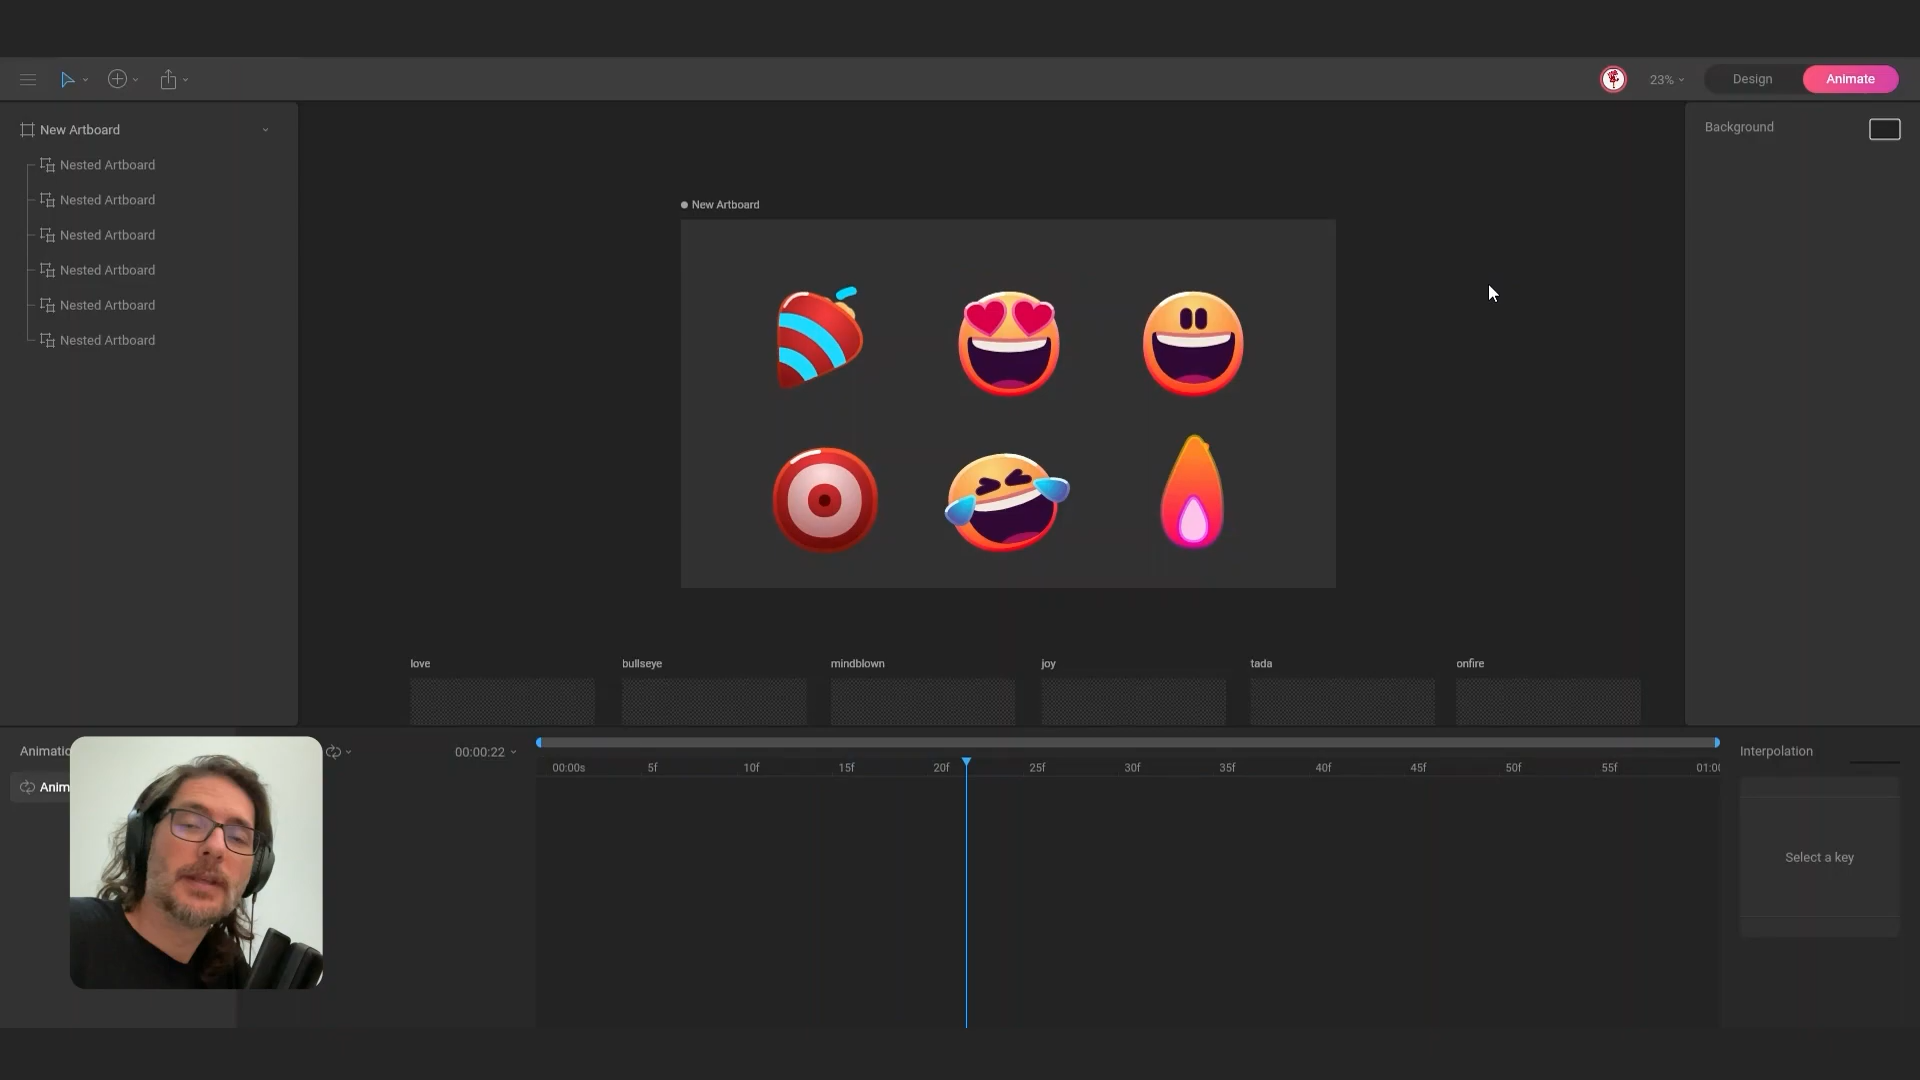 23%
Design
Animate
New Artboard
Background
Nested Artboard
Nested Artboard
Nested Artboard
Nested Artboard
Nested Artboard
Nested Artboard
New Artboard
love
bullseye
mindblown
joy
tada
onfire
Animatio
00:00:22
Interpolation
00:00s
5f
10f
15f
20f
25f
30f
35f
40f
45f
50f
55f
01:00
Anim
Select a key